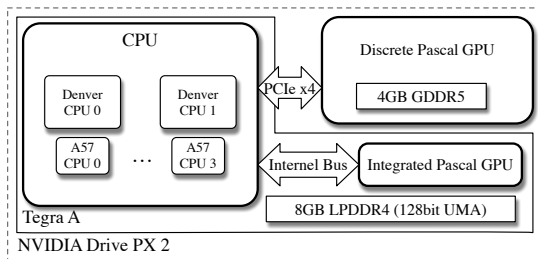 CPU
Denver
CPU 0
Denver
CPU 1
A57
CPU 0
...
A57
CPU 3
PCIe x4
Discrete Pascal GPU
4GB GDDR5
Internel Bus
Integrated Pascal GPU
8GB LPDDR4 (128bit UMA)
Tegra A
NVIDIA Drive PX 2